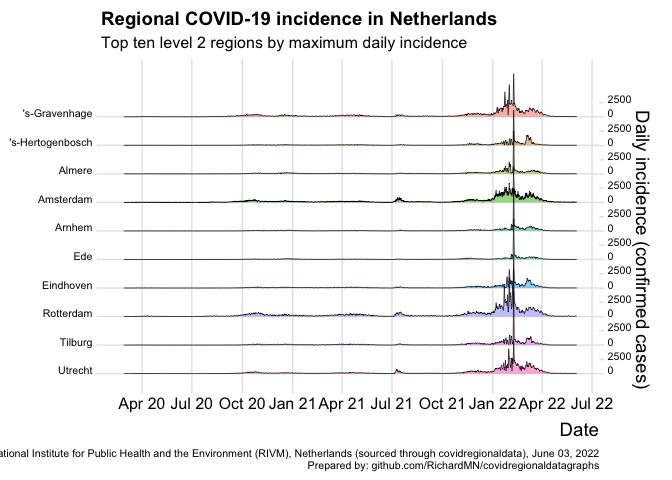 Regional COVID-19 incidence in Netherlands
Top ten level 2 regions by maximum daily incidence
's-Gravenhage
's-Hertogenbosch
Almere
Amsterdam
Arnhem
Ede
Eindhoven
Rotterdam
Tilburg
Utrecht
2500
0
2500
0
2500
0
2500
0
2500
0
2500
0
2500
0
2500
0
2500
0
2500
0
Daily incidence (confirmed cases)
Apr 20 Jul 20 Oct 20 Jan 21 Apr 21 Jul 21 Oct 21 Jan 22 Apr 22 Jul 22
Date
ational Institute for Public Health and the Environment (RIVM), Netherlands (sourced through covidregionaldata), June 03, 2022
Prepared by: github.com/RichardMN/covidregionaldatagraphs